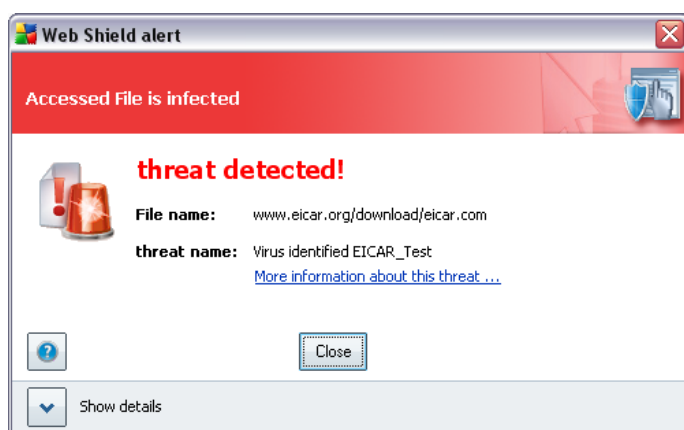 Web Shield alert
Accessed File is infected
threat detected!
File name: www.eicar.org/download/eicar.com
threat name: Virus identified EICAR_Test
More information about this threat ...
Close
Show details